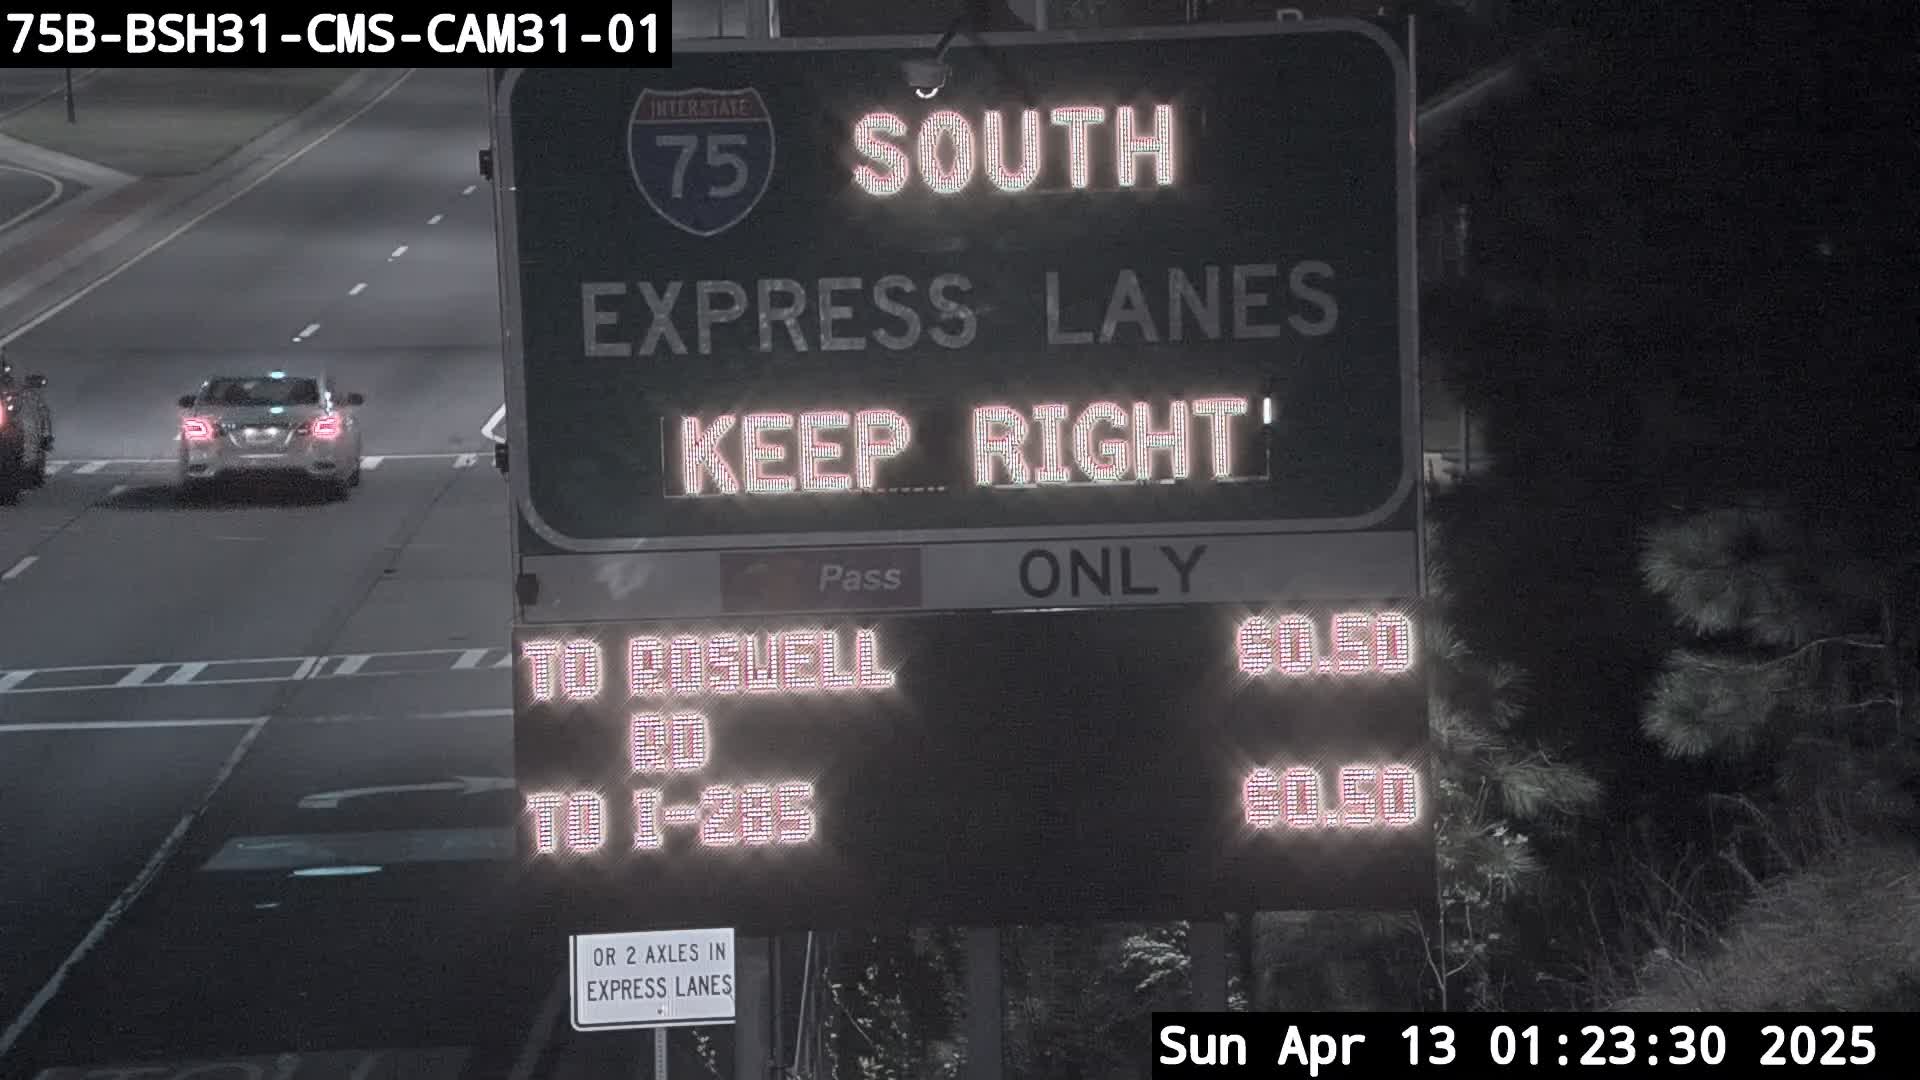 75B-BSH31-CMS-CAM31-01
INTERSTATE
75
SOUTH
EXPRESS LANES
KEEP RIGHT
Pass ONLY
TO ROSWELL $0.50
RD
TO I-285 $0.50
OR 2 AXLES IN
EXPRESS LANES
Sun Apr 13 01:23:30 2025